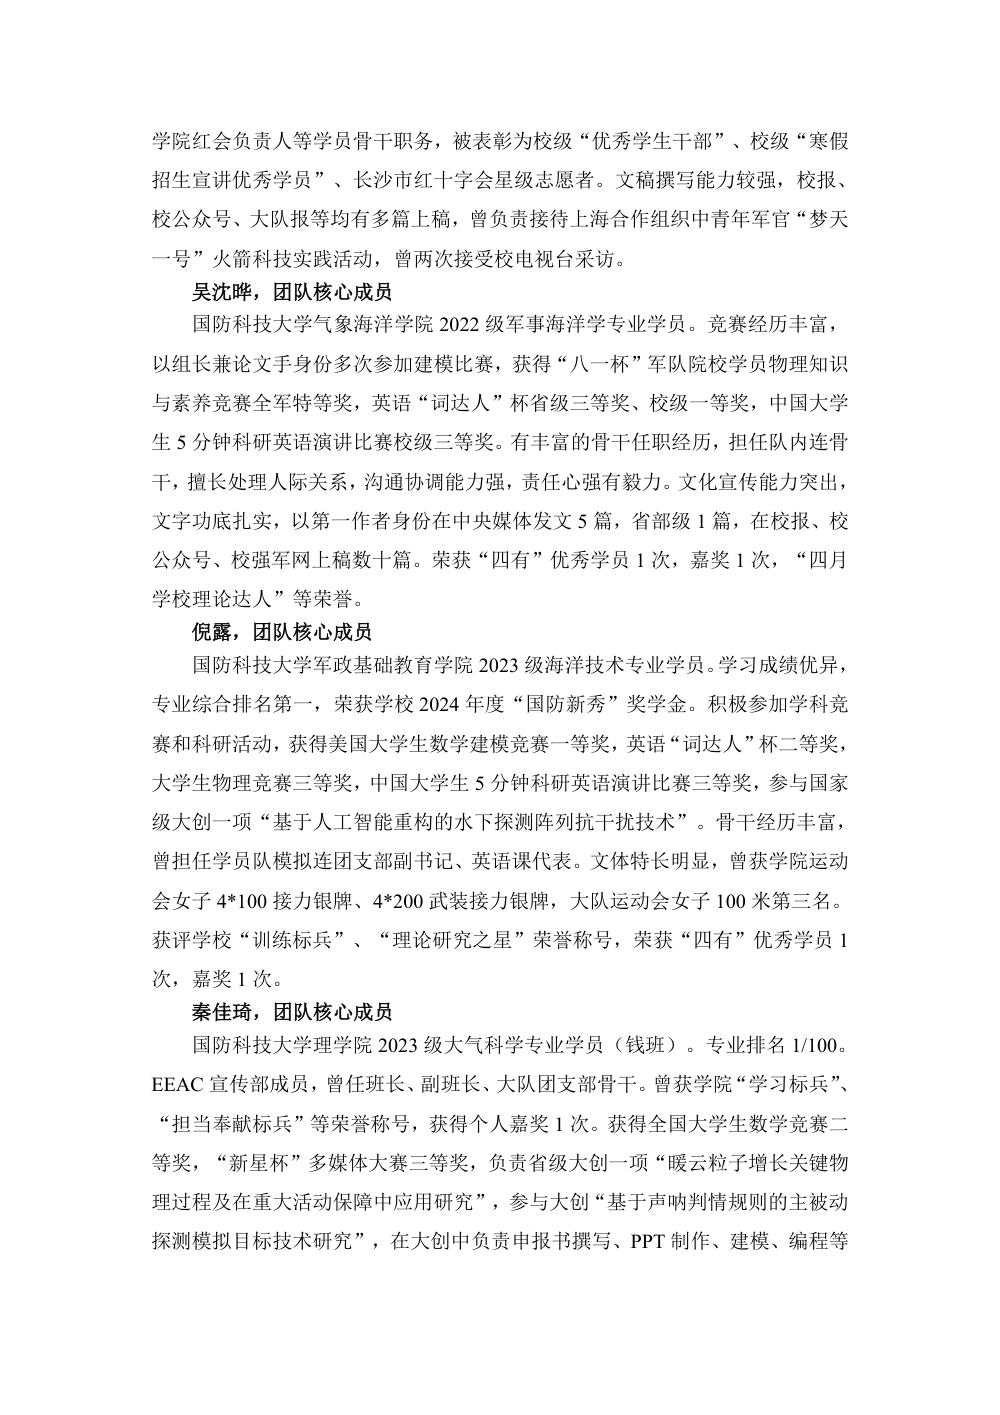 学院红会负责人等学员骨干职务，被表彰为校级“优秀学生干部”、校级“寒假
招生宣讲优秀学员”、长沙市红十字会星级志愿者。文稿撰写能力较强，校报、
校公众号、大队报等均有多篇上稿，曾负责接待上海合作组织中青年军官“梦天
一号”火箭科技实践活动，曾两次接受校电视台采访。
吴沈晔，团队核心成员
国防科技大学气象海洋学院 2022 级军事海洋学专业学员。竞赛经历丰富，
以组长兼论文手身份多次参加建模比赛，获得“八一杯”军队院校学员物理知识
与素养竞赛全军特等奖，英语“词达人”杯省级三等奖、校级一等奖，中国大学
生 5 分钟科研英语演讲比赛校级三等奖。有丰富的骨干任职经历，担任队内连骨
干，擅长处理人际关系，沟通协调能力强，责任心强有毅力。文化宣传能力突出，
文字功底扎实，以第一作者身份在中央媒体发文 5 篇，省部级 1 篇，在校报、校
公众号、校强军网上稿数十篇。荣获“四有”优秀学员 1 次，嘉奖 1 次，“四月
学校理论达人”等荣誉。
倪露，团队核心成员
国防科技大学军政基础教育学院 2023 级海洋技术专业学员。学习成绩优异，
专业综合排名第一，荣获学校 2024 年度“国防新秀”奖学金。积极参加学科竞
赛和科研活动，获得美国大学生数学建模竞赛一等奖，英语“词达人”杯二等奖，
大学生物理竞赛三等奖，中国大学生 5 分钟科研英语演讲比赛三等奖，参与国家
级大创一项“基于人工智能重构的水下探测阵列抗干扰技术”。骨干经历丰富，
曾担任学员队模拟连团支部副书记、英语课代表。文体特长明显，曾获学院运动
会女子 4*100 接力银牌、4*200 武装接力银牌，大队运动会女子 100 米第三名。
获评学校“训练标兵”、“理论研究之星”荣誉称号，荣获“四有”优秀学员 1
次，嘉奖 1 次。
秦佳琦，团队核心成员
国防科技大学理学院 2023 级大气科学专业学员（钱班）。专业排名 1/100。
EEAC 宣传部成员，曾任班长、副班长、大队团支部骨干。曾获学院“学习标兵”、
“担当奉献标兵”等荣誉称号，获得个人嘉奖 1 次。获得全国大学生数学竞赛二
等奖，“新星杯”多媒体大赛三等奖，负责省级大创一项“暖云粒子增长关键物
理过程及在重大活动保障中应用研究”，参与大创“基于声呐判情规则的主被动
探测模拟目标技术研究”，在大创中负责申报书撰写、PPT 制作、建模、编程等